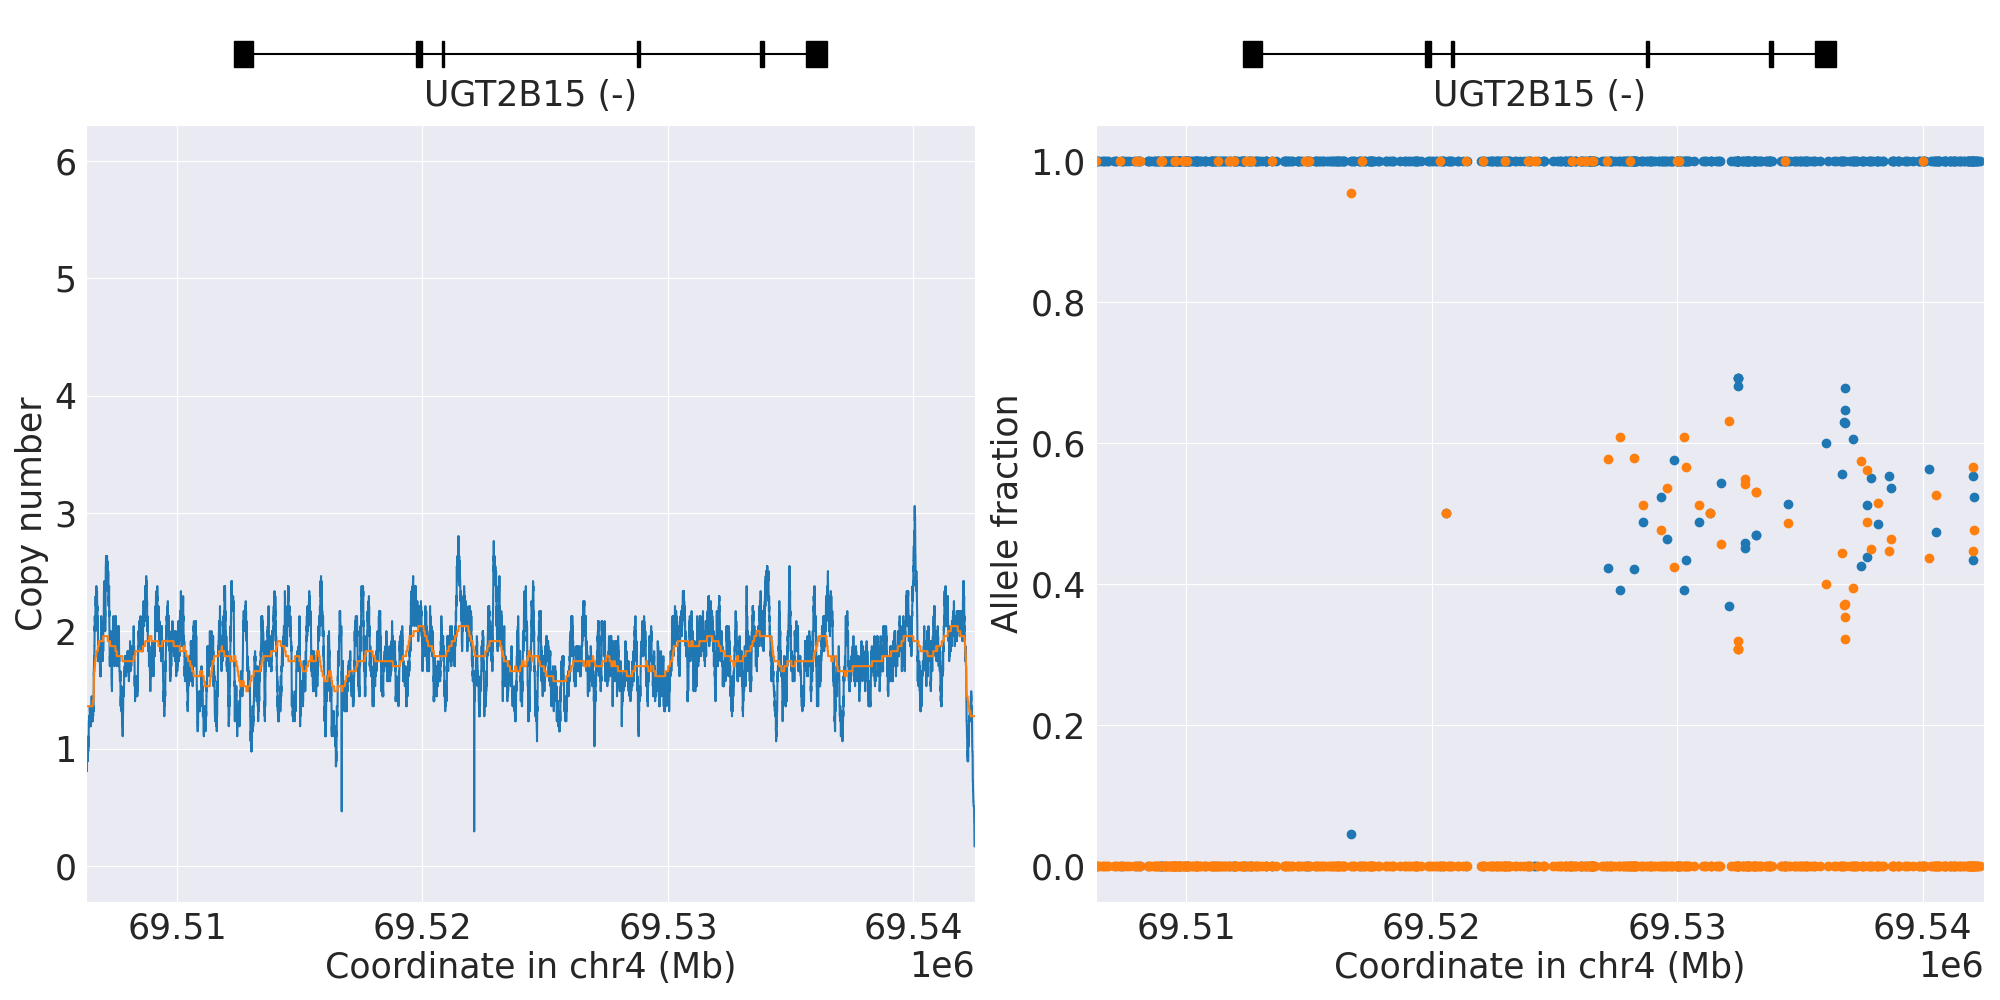 UGT2B15 (-)
6
5
4
3
2
1
0
Copy number
69.51 69.52 69.53 69.54
Coordinate in chr4 (Mb) 1e6
UGT2B15 (-)
1.0
0.8
0.6
0.4
0.2
0.0
Allele fraction
69.51 69.52 69.53 69.54
Coordinate in chr4 (Mb) 1e6